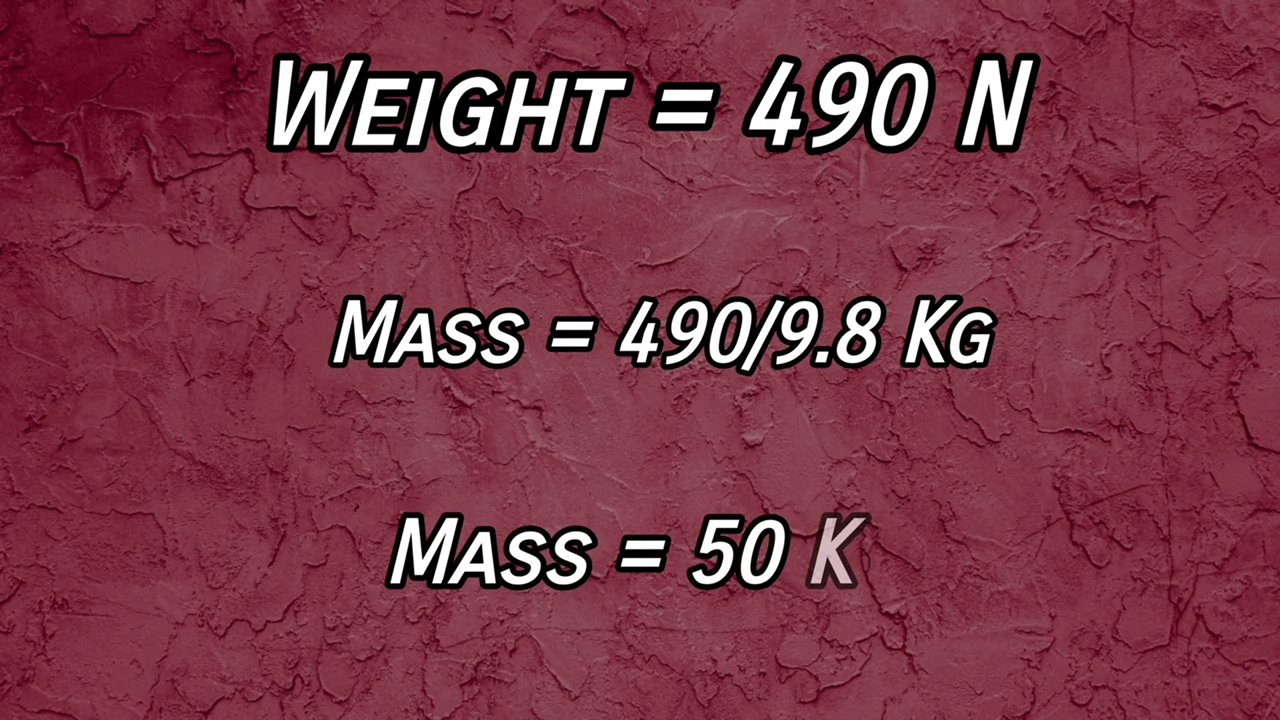 Weight = 490 N
Mass = 490/9.8 Kg
Mass = 50 K